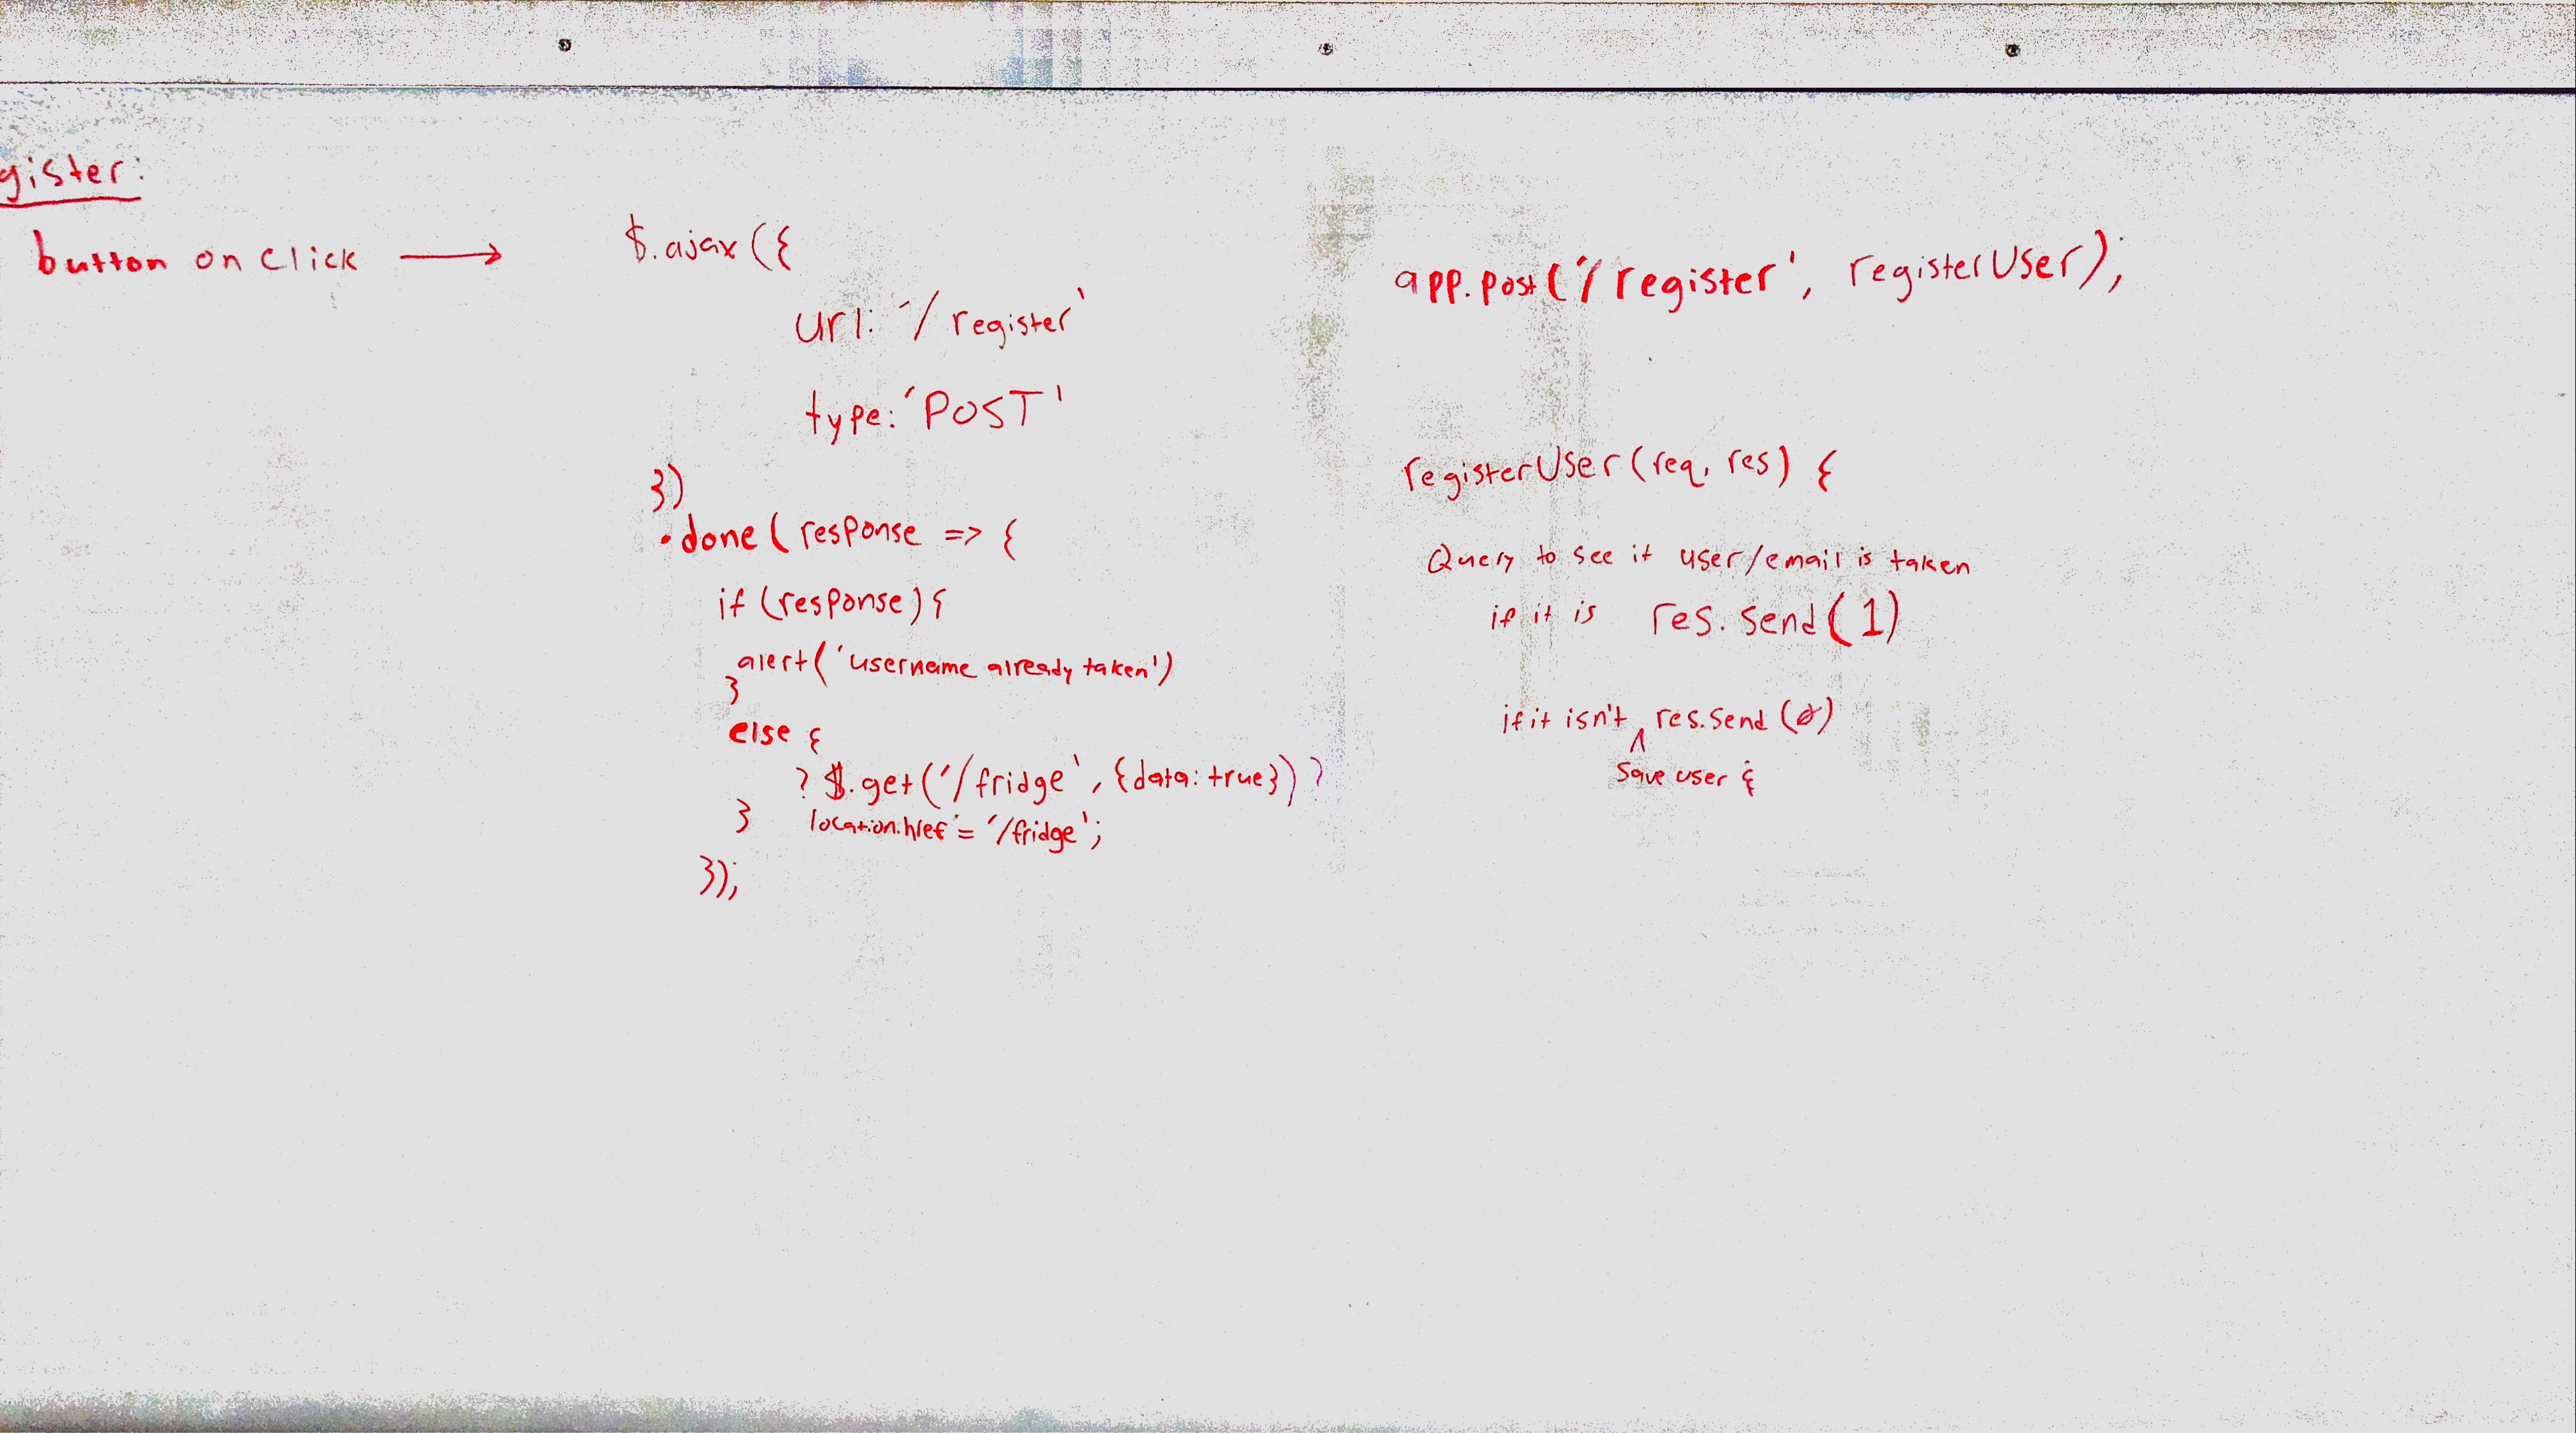 gister:
button on click →
$.ajax({
url: '/register'
type: 'POST'
})
.done(response => {
if (response) {
alert('username already taken')
}
else {
? $.get('/fridge', {data: true}) ?
} location.href = '/fridge';
});
app.post('/register', registerUser);
registerUser(req, res) {
Query to see if user/email is taken
if it is res.send(1)
if it isn't ^ res.send(0)
save user &